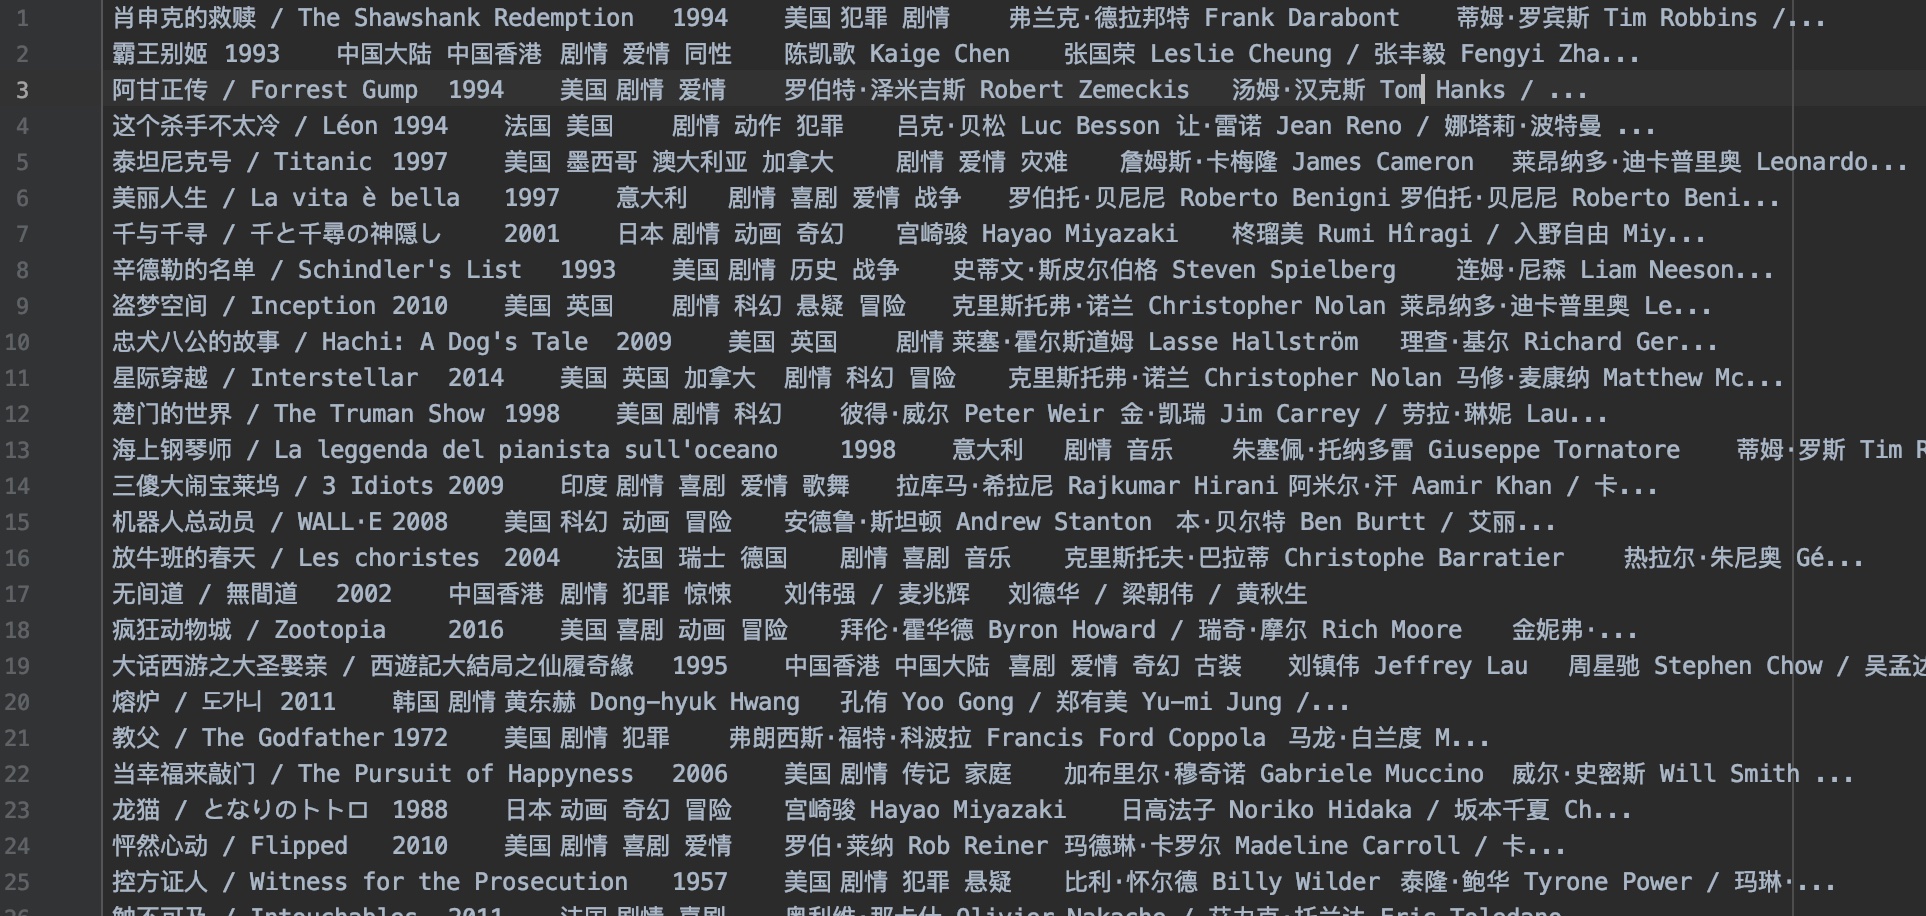 1 肖申克的救赎 / The Shawshank Redemption 1994 美国 犯罪 剧情 弗兰克·德拉邦特 Frank Darabont 蒂姆·罗宾斯 Tim Robbins /...
2 霸王别姬 1993 中国大陆 中国香港 剧情 爱情 同性 陈凯歌 Kaige Chen 张国荣 Leslie Cheung / 张丰毅 Fengyi Zha...
3 阿甘正传 / Forrest Gump 1994 美国 剧情 爱情 罗伯特·泽米吉斯 Robert Zemeckis 汤姆·汉克斯 Tom Hanks / ...
4 这个杀手不太冷 / Léon 1994 法国 美国 剧情 动作 犯罪 吕克·贝松 Luc Besson 让·雷诺 Jean Reno / 娜塔莉·波特曼 ...
5 泰坦尼克号 / Titanic 1997 美国 墨西哥 澳大利亚 加拿大 剧情 爱情 灾难 詹姆斯·卡梅隆 James Cameron 莱昂纳多·迪卡普里奥 Leonardo...
6 美丽人生 / La vita è bella 1997 意大利 剧情 喜剧 爱情 战争 罗伯托·贝尼尼 Roberto Benigni 罗伯托·贝尼尼 Roberto Beni...
7 千与千寻 / 千と千尋の神隠し 2001 日本 剧情 动画 奇幻 宫崎骏 Hayao Miyazaki 柊瑠美 Rumi Hîragi / 入野自由 Miy...
8 辛德勒的名单 / Schindler's List 1993 美国 剧情 历史 战争 史蒂文·斯皮尔伯格 Steven Spielberg 连姆·尼森 Liam Neeson...
9 盗梦空间 / Inception 2010 美国 英国 剧情 科幻 悬疑 冒险 克里斯托弗·诺兰 Christopher Nolan 莱昂纳多·迪卡普里奥 Le...
10 忠犬八公的故事 / Hachi: A Dog's Tale 2009 美国 英国 剧情 莱塞·霍尔斯道姆 Lasse Hallström 理查·基尔 Richard Ger...
11 星际穿越 / Interstellar 2014 美国 英国 加拿大 剧情 科幻 冒险 克里斯托弗·诺兰 Christopher Nolan 马修·麦康纳 Matthew Mc...
12 楚门的世界 / The Truman Show 1998 美国 剧情 科幻 彼得·威尔 Peter Weir 金·凯瑞 Jim Carrey / 劳拉·琳妮 Lau...
13 海上钢琴师 / La leggenda del pianista sull'oceano 1998 意大利 剧情 音乐 朱塞佩·托纳多雷 Giuseppe Tornatore 蒂姆·罗斯 Tim R
14 三傻大闹宝莱坞 / 3 Idiots 2009 印度 剧情 喜剧 爱情 歌舞 拉库马·希拉尼 Rajkumar Hirani 阿米尔·汗 Aamir Khan / 卡...
15 机器人总动员 / WALL·E 2008 美国 科幻 动画 冒险 安德鲁·斯坦顿 Andrew Stanton 本·贝尔特 Ben Burtt / 艾丽...
16 放牛班的春天 / Les choristes 2004 法国 瑞士 德国 剧情 喜剧 音乐 克里斯托夫·巴拉蒂 Christophe Barratier 热拉尔·朱尼奥 Gé...
17 无间道 / 無間道 2002 中国香港 剧情 犯罪 惊悚 刘伟强 / 麦兆辉 刘德华 / 梁朝伟 / 黄秋生
18 疯狂动物城 / Zootopia 2016 美国 喜剧 动画 冒险 拜伦·霍华德 Byron Howard / 瑞奇·摩尔 Rich Moore 金妮弗·...
19 大话西游之大圣娶亲 / 西遊記大結局之仙履奇緣 1995 中国香港 中国大陆 喜剧 爱情 奇幻 古装 刘镇伟 Jeffrey Lau 周星驰 Stephen Chow / 吴孟达
20 熔炉 / 도가니 2011 韩国 剧情 黄东赫 Dong-hyuk Hwang 孔侑 Yoo Gong / 郑有美 Yu-mi Jung /...
21 教父 / The Godfather 1972 美国 剧情 犯罪 弗朗西斯·福特·科波拉 Francis Ford Coppola 马龙·白兰度 M...
22 当幸福来敲门 / The Pursuit of Happyness 2006 美国 剧情 传记 家庭 加布里尔·穆奇诺 Gabriele Muccino 威尔·史密斯 Will Smith ...
23 龙猫 / となりのトトロ 1988 日本 动画 奇幻 冒险 宫崎骏 Hayao Miyazaki 日高法子 Noriko Hidaka / 坂本千夏 Ch...
24 怦然心动 / Flipped 2010 美国 剧情 喜剧 爱情 罗伯·莱纳 Rob Reiner 玛德琳·卡罗尔 Madeline Carroll / 卡...
25 控方证人 / Witness for the Prosecution 1957 美国 剧情 犯罪 悬疑 比利·怀尔德 Billy Wilder 泰隆·鲍华 Tyrone Power / 玛琳·...